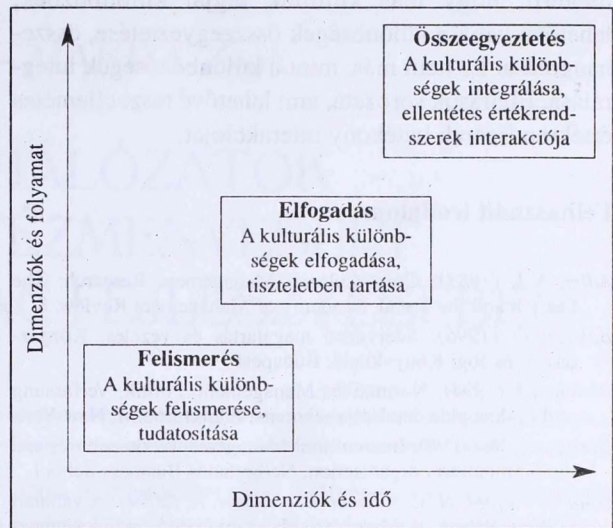 Összeegyeztetés
A kulturális különb-
ségek integrálása,
ellentétes értékrend-
szerek interakciója
Elfogadás
A kulturális különb-
ségek elfogadása,
tiszteletben tartása
Felismerés
A kulturális különb-
ségek felismerése,
tudatosítása
Dimenziók és folyamat
Dimenziók és idő